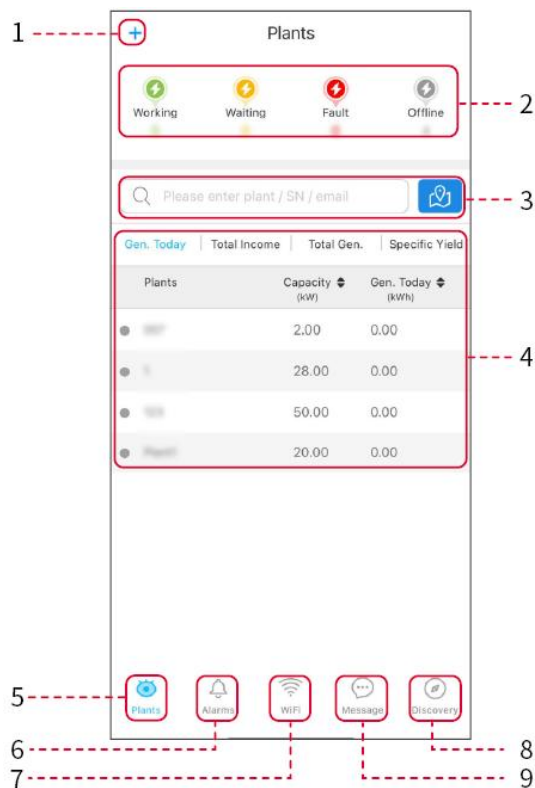 1
+ Plants
Working Waiting Fault Offline
2
Please enter plant / SN / email
3
Gen. Today Total Income Total Gen. Specific Yield
Plants Capacity Gen. Today
(kW) (kWh)
2.00 0.00
28.00 0.00
4
50.00 0.00
20.00 0.00
5
Plants Alarms WiFi Message Discovery
6 8
7 9